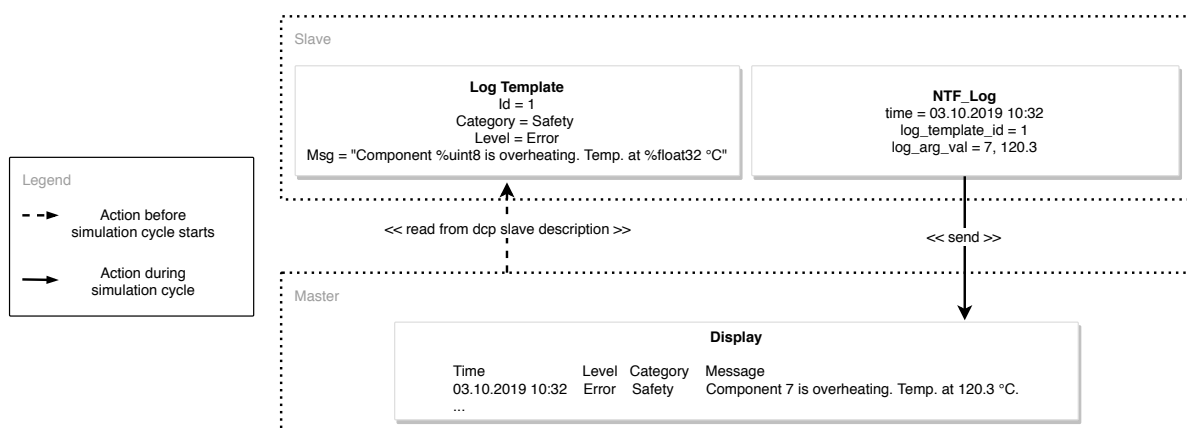 Slave
Log Template
Id = 1
Category = Safety
Level = Error
Msg = "Component %uint8 is overheating. Temp. at %float32 °C"
NTF_Log
time = 03.10.2019 10:32
log_template_id = 1
log_arg_val = 7, 120.3
Legend
Action before
simulation cycle starts
Action during
simulation cycle
<< read from dcp slave description >>
<< send >>
Master
Display
Time Level Category Message
03.10.2019 10:32 Error Safety Component 7 is overheating. Temp. at 120.3 °C.
...